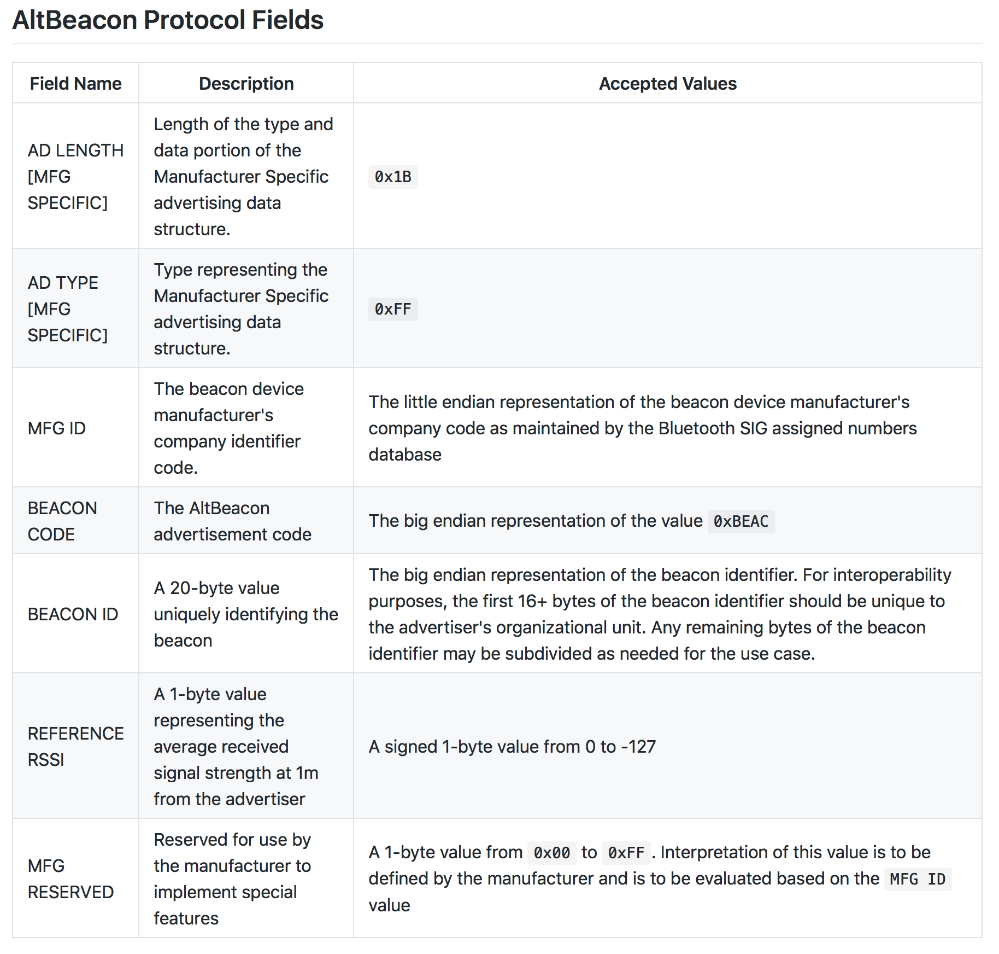 AltBeacon Protocol Fields
Field Name Description Accepted Values
AD LENGTH
[MFG
SPECIFIC]
Length of the type and
data portion of the
Manufacturer Specific
advertising data
structure.
0x1B
AD TYPE
[MFG
SPECIFIC]
Type representing the
Manufacturer Specific
advertising data
structure.
0xFF
MFG ID
The beacon device
manufacturer's
company identifier
code.
The little endian representation of the beacon device manufacturer's
company code as maintained by the Bluetooth SIG assigned numbers
database
BEACON
CODE
The AltBeacon
advertisement code
The big endian representation of the value 0xBEAC
BEACON ID
A 20-byte value
uniquely identifying the
beacon
The big endian representation of the beacon identifier. For interoperability
purposes, the first 16+ bytes of the beacon identifier should be unique to
the advertiser's organizational unit. Any remaining bytes of the beacon
identifier may be subdivided as needed for the use case.
REFERENCE
RSSI
A 1-byte value
representing the
average received
signal strength at 1m
from the advertiser
A signed 1-byte value from 0 to -127
MFG
RESERVED
Reserved for use by
the manufacturer to
implement special
features
A 1-byte value from 0x00 to 0xFF. Interpretation of this value is to be
defined by the manufacturer and is to be evaluated based on the MFG ID
value